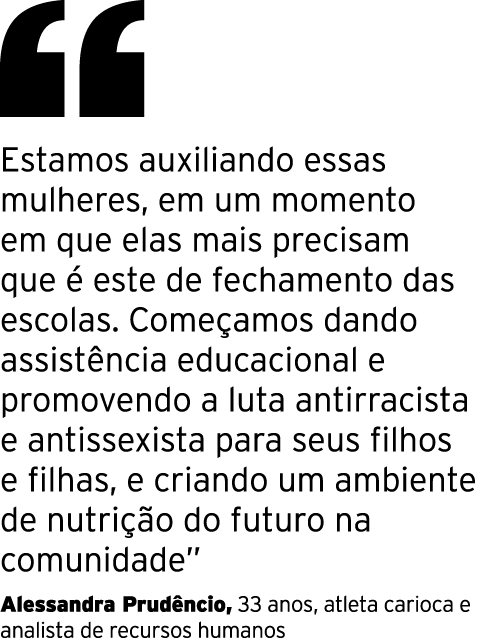 “
Estamos auxiliando essas
mulheres, em um momento
em que elas mais precisam
que é este de fechamento das
escolas. Começamos dando
assistência educacional e
promovendo a luta antirracista
e antissexista para seus filhos
e filhas, e criando um ambiente
de nutrição do futuro na
comunidade”
Alessandra Prudêncio, 33 anos, atleta carioca e
analista de recursos humanos